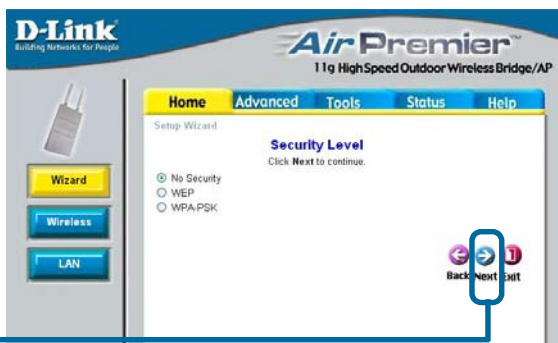 D-Link
Building Networks for People
Air Premier™
11g High Speed Outdoor Wireless Bridge/AP
Home Advanced Tools Status Help
Setup Wizard
Security Level
Click Next to continue.
Wizard
No Security
WEP
WPA-PSK
Wireless
LAN
Back Next Exit